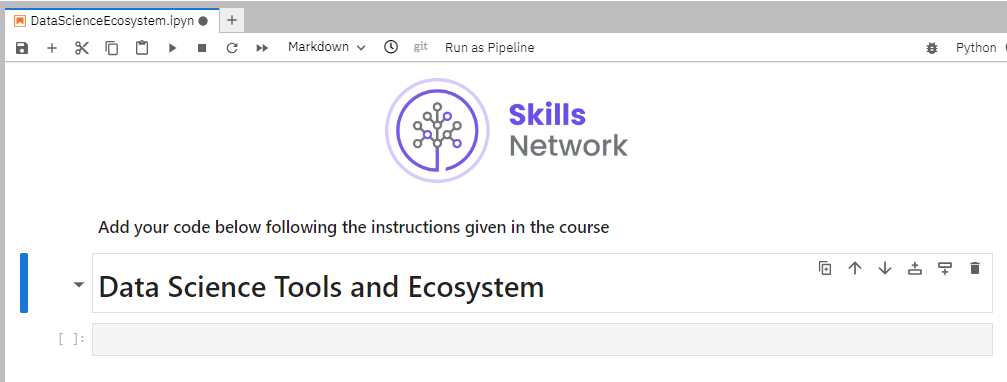 DataScienceEcosystem.ipyn
Markdown
git
Run as Pipeline
Python
Skills
Network
Add your code below following the instructions given in the course
Data Science Tools and Ecosystem
[ ]: